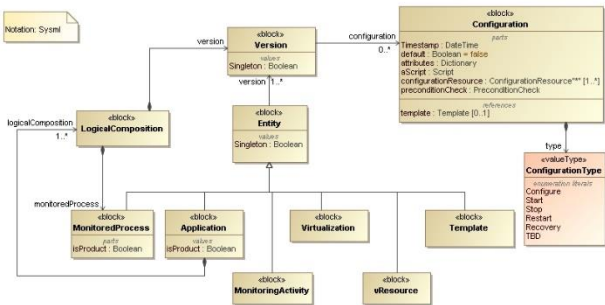 Notation: Sysml
«block»
Version
values
Singleton : Boolean
version
configuration
0..*
«block»
Configuration
parts
Timestamp : DateTime
default : Boolean = false
attributes : Dictionary
aScript : Script
configurationResource : ConfigurationResource"*" [1..*]
preconditionCheck : PreconditionCheck
references
template : Template [0..1]
version 1..*
logicalComposition
1..*
«block»
LogicalComposition
«block»
Entity
values
Singleton : Boolean
type
«valueType»
ConfigurationType
enumeration literals
Configure
Start
Stop
Restart
Recovery
TBD
monitoredProcess
«block»
MonitoredProcess
parts
isProduct : Boolean
«block»
Application
values
isProduct : Boolean
«block»
Virtualization
«block»
Template
«block»
MonitoringActivity
«block»
vResource